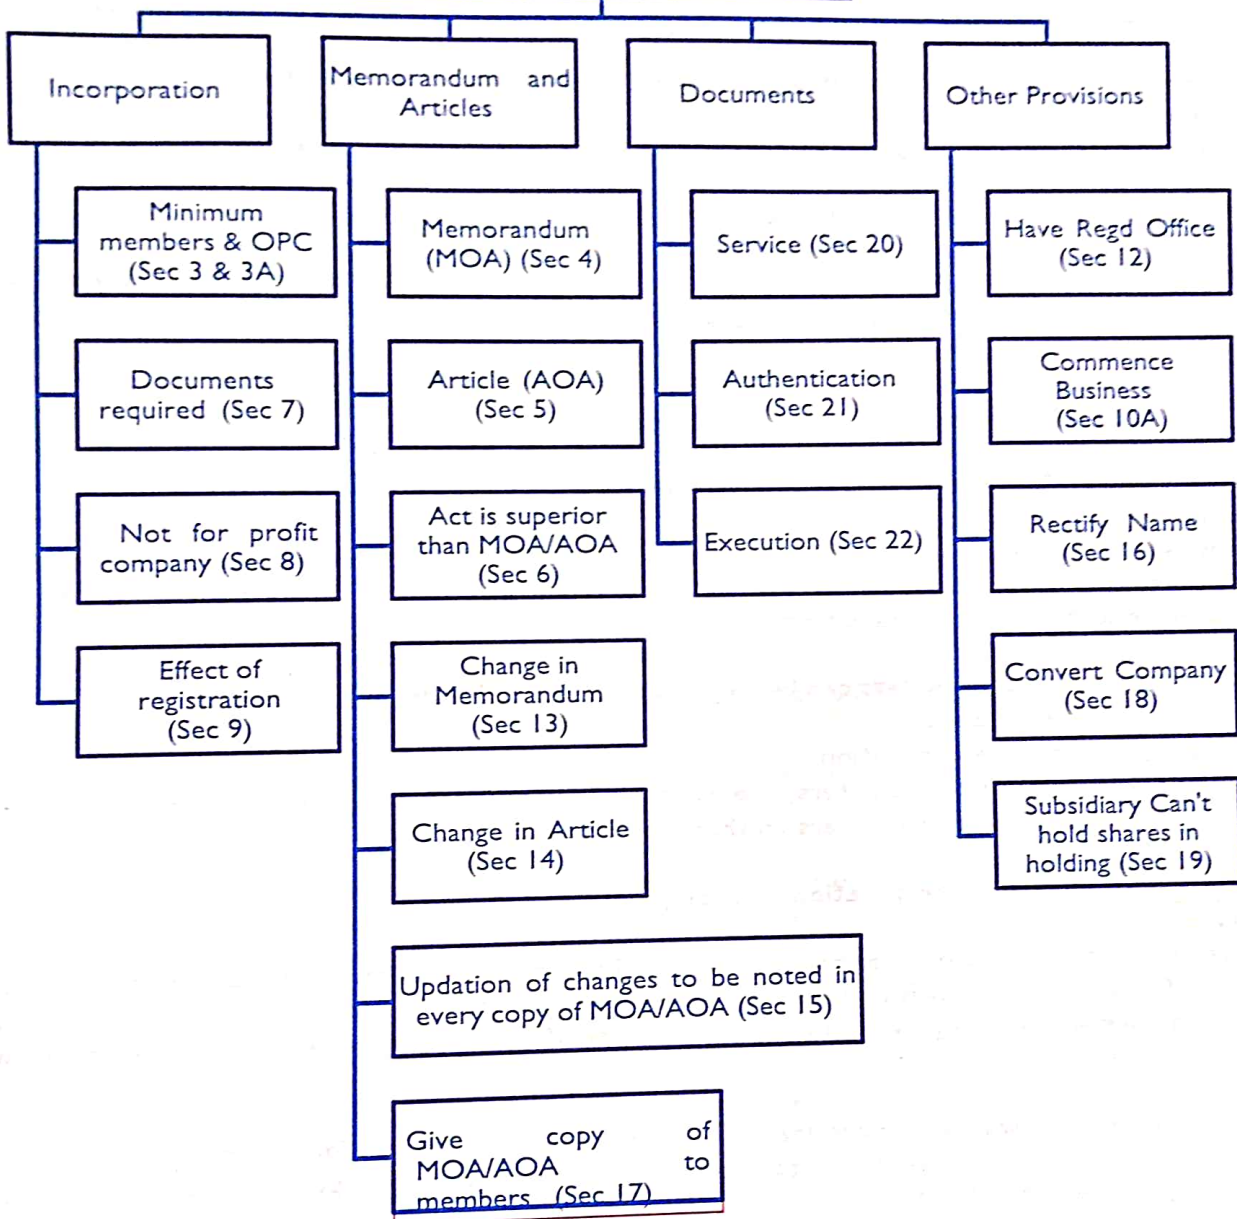 Incorporation
Memorandum and
Articles
Documents
Other Provisions
Minimum
members & OPC
(Sec 3 & 3A)
Documents
required (Sec 7)
Not for profit
company (Sec 8)
Effect of
registration
(Sec 9)
Memorandum
(MOA) (Sec 4)
Article (AOA)
(Sec 5)
Act is superior
than MOA/AOA
(Sec 6)
Change in
Memorandum
(Sec 13)
Change in Article
(Sec 14)
Updation of changes to be noted in
every copy of MOA/AOA (Sec 15)
Give copy of
MOA/AOA to
members (Sec 17)
Service (Sec 20)
Authentication
(Sec 21)
Execution (Sec 22)
Have Regd Office
(Sec 12)
Commence
Business
(Sec 10A)
Rectify Name
(Sec 16)
Convert Company
(Sec 18)
Subsidiary Can't
hold shares in
holding (Sec 19)